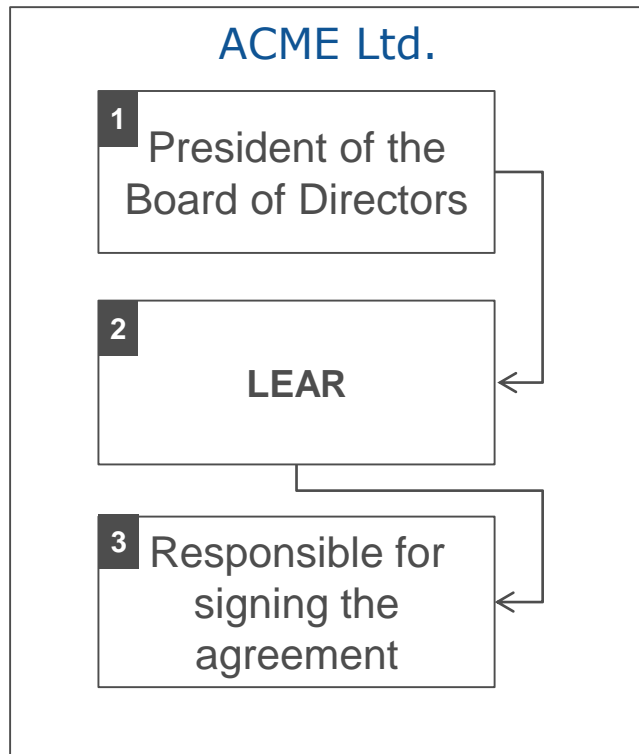 ACME Ltd.
1
President of the
Board of Directors
2
LEAR
3
Responsible for
signing the
agreement